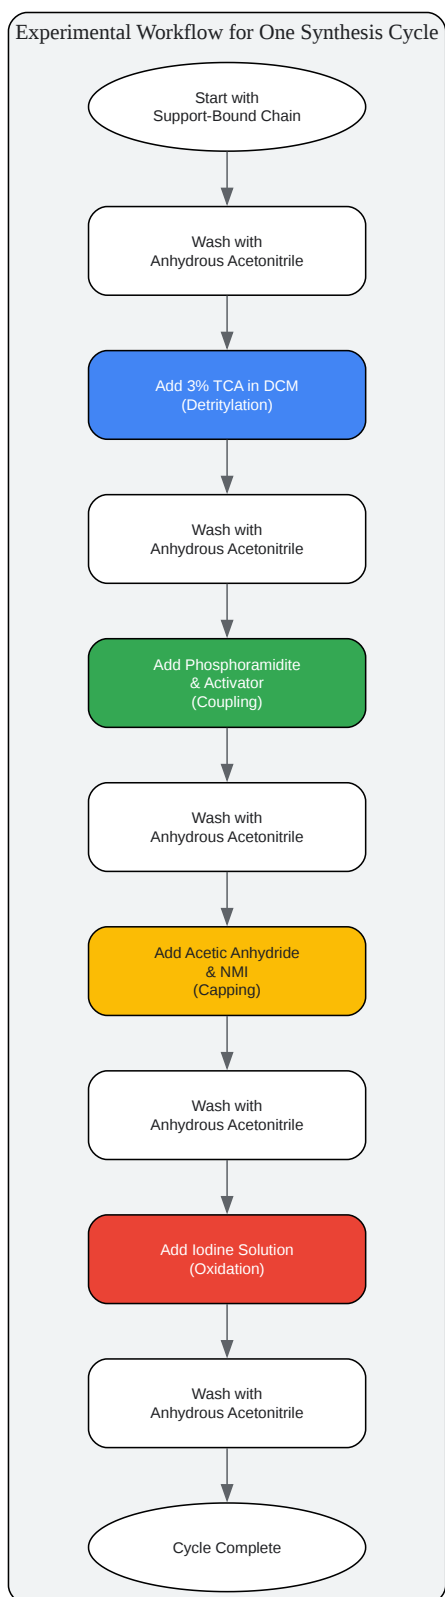 Experimental Workflow for One Synthesis Cycle
Start with
Support-Bound Chain
Wash with
Anhydrous Acetonitrile
Add 3% TCA in DCM
(Detritylation)
Wash with
Anhydrous Acetonitrile
Add Phosphoramidite
& Activator
(Coupling)
Wash with
Anhydrous Acetonitrile
Add Acetic Anhydride
& NMI
(Capping)
Wash with
Anhydrous Acetonitrile
Add Iodine Solution
(Oxidation)
Wash with
Anhydrous Acetonitrile
Cycle Complete